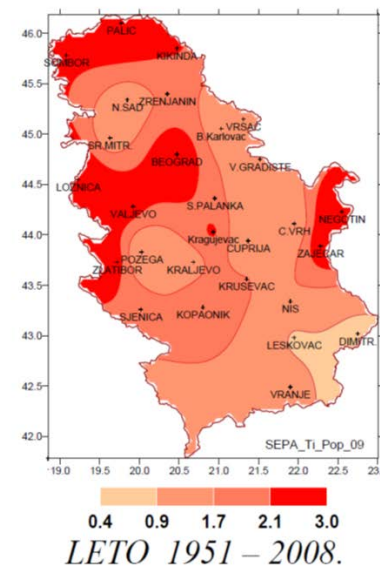 46.0
PALIC
KIKINDA
SOMBOR
45.5
ZRENJANIN
N.SAD
VRSAC
45.0
B.Karlovac
SR.MITR.
BEOGRAD
V.GRADISTE
44.5
LOZNICA
VALJEVO
S.PALANKA
NEGOTIN
44.0
Kragujevac
C.VRH
CUPRIJA
ZAJECAR
POZEGA
ZLATIBOR
KRALJEVO
43.5
KRUSEVAC
SJENICA
KOPAONIK
NIS
43.0
LESKOVAC
DIMITR.
42.5
VRANJE
42.0
SEPA_Ti_Pop_09
19.0 19.5 20.0 20.5 21.0 21.5 22.0 22.5 23.0
0.4 0.9 1.7 2.1 3.0
LETO 1951 – 2008.